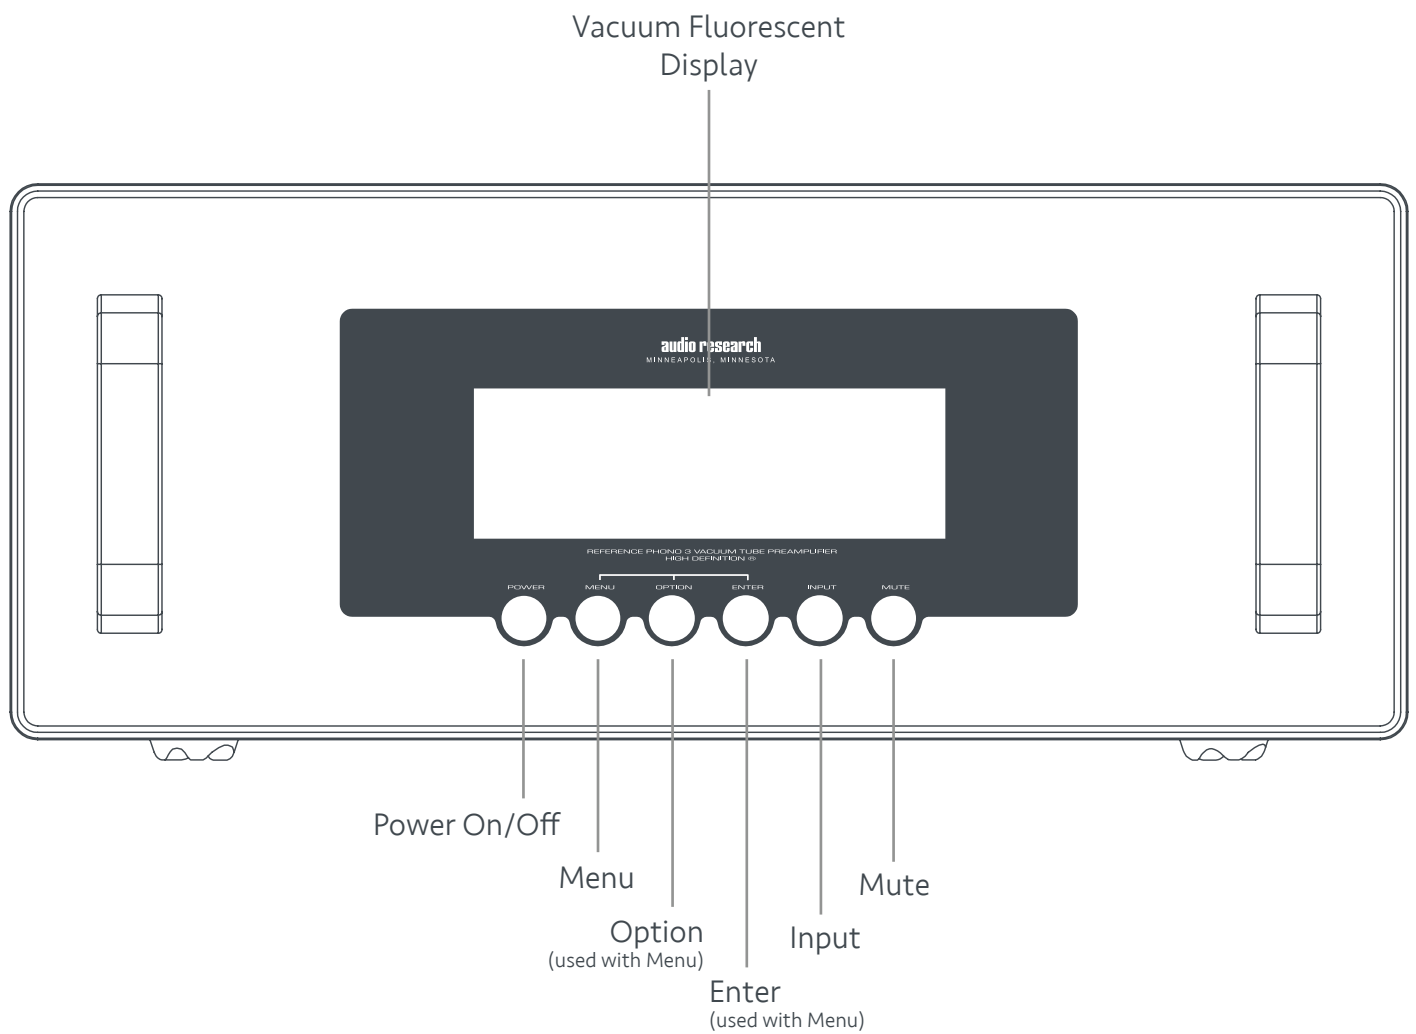 Vacuum Fluorescent
Display
audio research
MINNEAPOLIS, MINNESOTA
REFERENCE PHONO 3 VACUUM TUBE PREAMPLIFIER
HIGH DEFINITION ®
POWER
MENU
OPTION
ENTER
INPUT
MUTE
Power On/Off
Menu
Mute
Option
(used with Menu)
Input
Enter
(used with Menu)